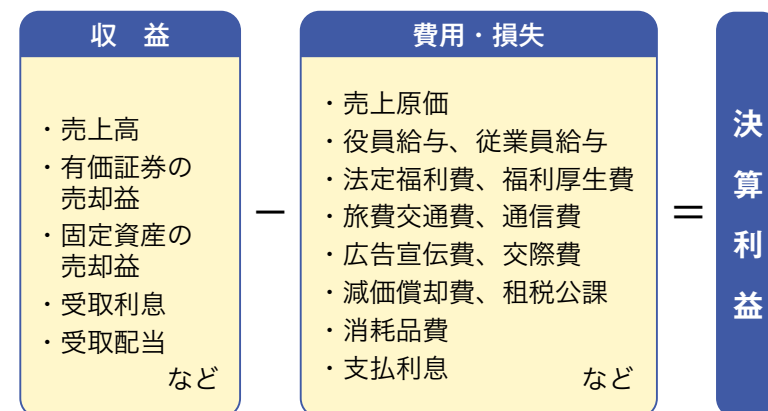 収　益
・売上高
・有価証券の
売却益
・固定資産の
売却益
・受取利息
・受取配当
など
－
費用・損失
・売上原価
・役員給与、従業員給与
・法定福利費、福利厚生費
・旅費交通費、通信費
・広告宣伝費、交際費
・減価償却費、租税公課
・消耗品費
・支払利息
など
＝
決算利益